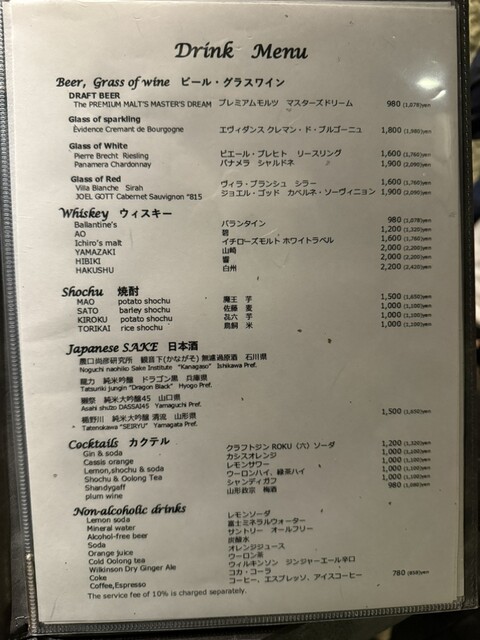 Drink Menu
Beer, Grass of wine ビール・グラスワイン
DRAFT BEER
The PREMIUM MALT'S MASTER'S DREAM プレミアムモルツ マスターズドリーム 980 (1,078)yen
Glass of sparkling
Évidence Cremant de Bourgogne エヴィダンス クレマン・ド・ブルゴーニュ 1,800 (1,980)yen
Glass of White
Pierre Brecht Riesling ピエール・ブレヒト リースリング 1,600 (1,760)yen
Panamera Chardonnay パナメラ シャルドネ 1,900 (2,090)yen
Glass of Red
Villa Blanche Sirah ヴィラ・ブランシュ シラー 1,600 (1,760)yen
JOEL GOTT Cabernet Sauvignon "815 ジョエル・ゴッド カベルネ・ソーヴィニョン 1,900 (2,090)yen
Whiskey ウィスキー
Ballantine's バランタイン 980 (1,078)yen
AO 碧 1,200 (1,320)yen
Ichiro's malt イチローズモルト ホワイトラベル 1,600 (1,760)yen
YAMAZAKI 山崎 2,000 (2,200)yen
HIBIKI 響 2,000 (2,200)yen
HAKUSHU 白州 2,200 (2,420)yen
Shochu 焼酎
MAO potato shochu 魔王 芋 1,500 (1,650)yen
SATO barley shochu 佐藤 麦 1,000 (1,100)yen
KIROKU potato shochu 㐂六 芋 1,000 (1,100)yen
TORIKAI rice shochu 鳥飼 米 1,000 (1,100)yen
Japanese SAKE 日本酒
農口尚彦研究所 観音下(かながそ) 無濾過原酒 石川県
Noguchi naohiko Sake Institute "Kanagaso" Ishikawa Pref.
龍力 純米吟醸 ドラゴン黒 兵庫県
Tatsuriki jungin "Dragon Black" Hyogo Pref.
獺祭 純米大吟醸45 山口県
Asahi shuzo DASSAI45 Yamaguchi Pref.
楯野川 純米大吟醸 清流 山形県 1,500 (1,650)yen
Tatenokawa "SEIRYU" Yamagata Pref.
Cocktails カクテル
Gin & soda クラフトジン ROKU（六）ソーダ 1,200 (1,320)yen
Cassis orange カシスオレンジ 1,000 (1,100)yen
Lemon,shochu & soda レモンサワー 1,000 (1,100)yen
Shochu & Oolong Tea ウーロンハイ、緑茶ハイ 1,000 (1,100)yen
Shandygaff シャンディガフ 1,000 (1,100)yen
plum wine 山形政宗 梅酒 980 (1,080)yen
Non-alcoholic drinks
Lemon soda レモンソーダ
Mineral water 富士ミネラルウォーター
Alcohol-free beer サントリー オールフリー
Soda 炭酸水
Orange juice オレンジジュース
Cold Oolong tea ウーロン茶
Wilkinson Dry Ginger Ale ウィルキンソン ジンジャーエール辛口
Coke コカ・コーラ
Coffee,Espresso コーヒー、エスプレッソ、アイスコーヒー 780 (858)yen
The service fee of 10% is charged separately.